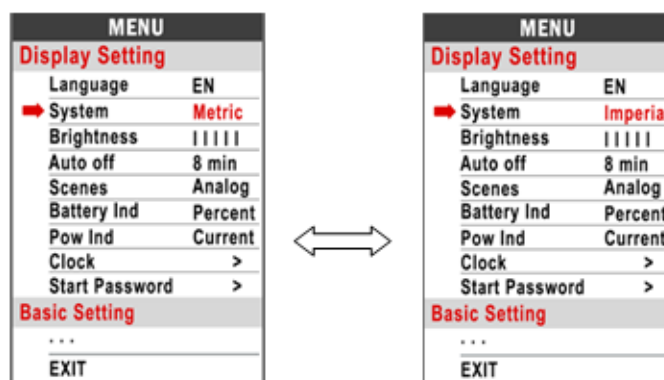 MENU
Display Setting
Language EN
System Metric
Brightness | | | | |
Auto off 8 min
Scenes Analog
Battery Ind Percent
Pow Ind Current
Clock >
Start Password >
Basic Setting
. . .
EXIT
MENU
Display Setting
Language EN
System Imperia
Brightness | | | | |
Auto off 8 min
Scenes Analog
Battery Ind Percent
Pow Ind Current
Clock >
Start Password >
Basic Setting
. . .
EXIT